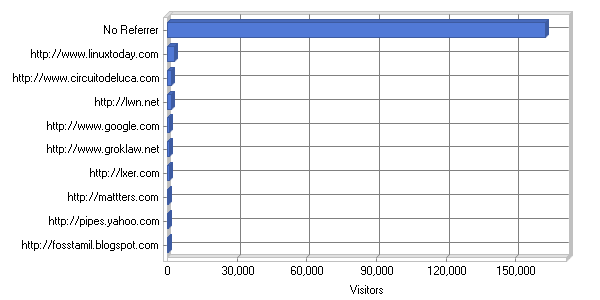 No Referrer
http://www.linuxtoday.com
http://www.circuitodeluca.com
http://lwn.net
http://www.google.com
http://www.groklaw.net
http://lxer.com
http://mattters.com
http://pipes.yahoo.com
http://fosstamil.blogspot.com
0 30,000 60,000 90,000 120,000 150,000
Visitors